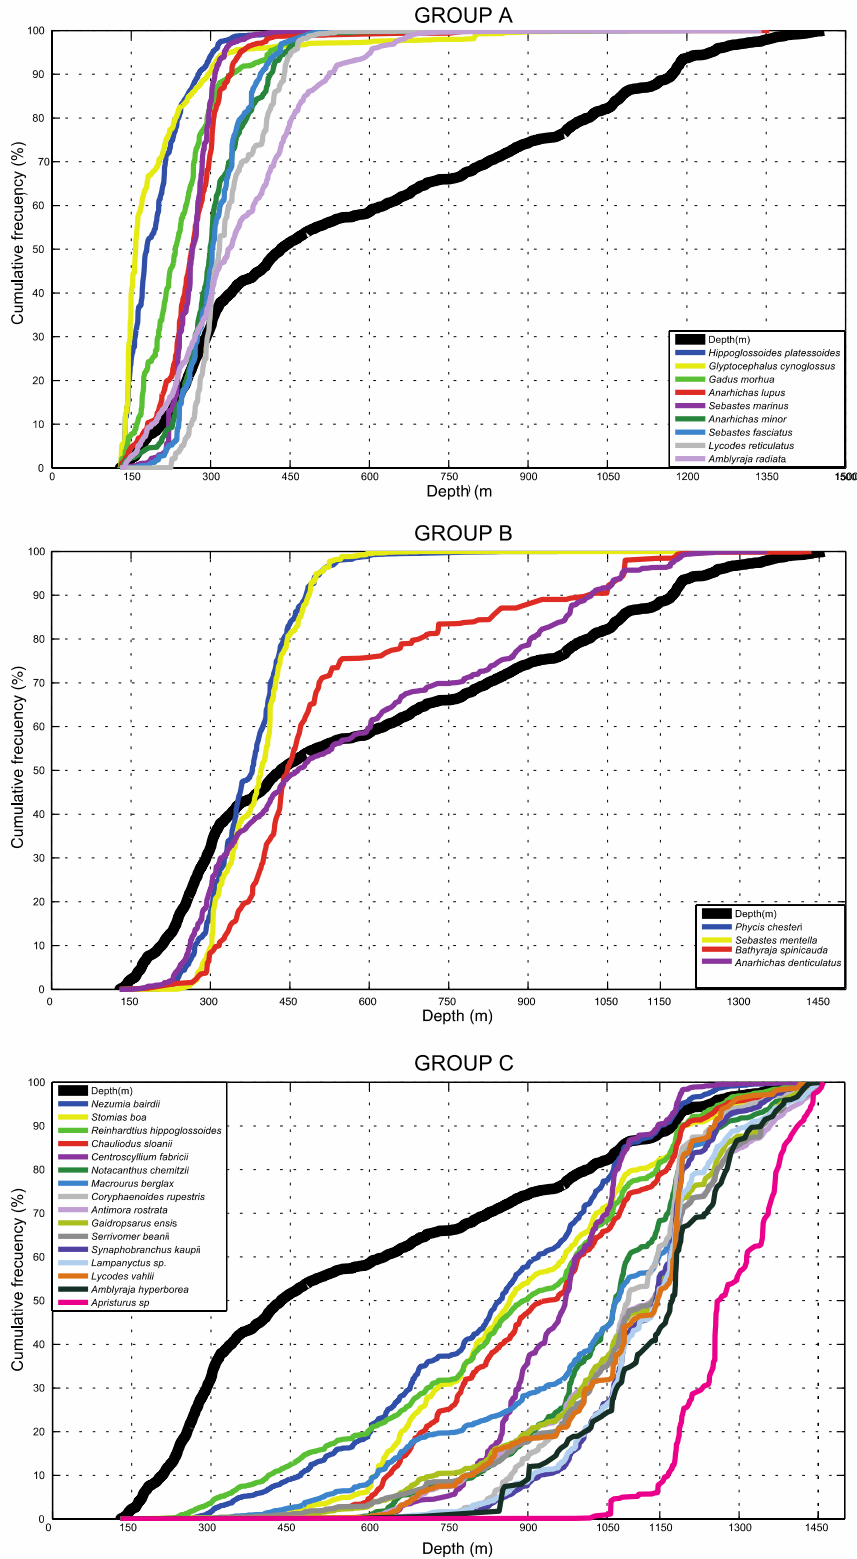 GROUP A
Cumulative frecuency (%)
100
90
80
70
60
50
40
30
20
10
0
Depth(m)
Hippoglossoides platessoides
Glyptocephalus cynoglossus
Gadus morhua
Anarhichas lupus
Sebastes marinus
Anarhichas minor
Sebastes fasciatus
Lycodes reticulatus
Amblyraja radiata
0 150 300 450 600 750 900 1050 1200 1350 1500
Depth) (m
GROUP B
Cumulative frecuency (%)
100
90
80
70
60
50
40
30
20
10
0
Depth(m)
Phycis chesteri
Sebastes mentella
Bathyraja spinicauda
Anarhichas denticulatus
0 150 300 450 600 750 900 1050 1150 1300 1450
Depth (m)
GROUP C
Cumulative frecuency (%)
100
90
80
70
60
50
40
30
20
10
0
Depth(m)
Nezumia bairdii
Stomias boa
Reinhardtius hippoglossoides
Chauliodus sloanii
Centroscyllium fabricii
Notacanthus chemitzii
Macrourus berglax
Coryphaenoides rupestris
Antimora rostrata
Gaidropsarus ensis
Serrivomer beanii
Synaphobranchus kaupii
Lampanyctus sp.
Lycodes vahlii
Amblyraja hyperborea
Apristurus sp
0 150 300 450 600 750 900 1050 1150 1300 1450
Depth (m)